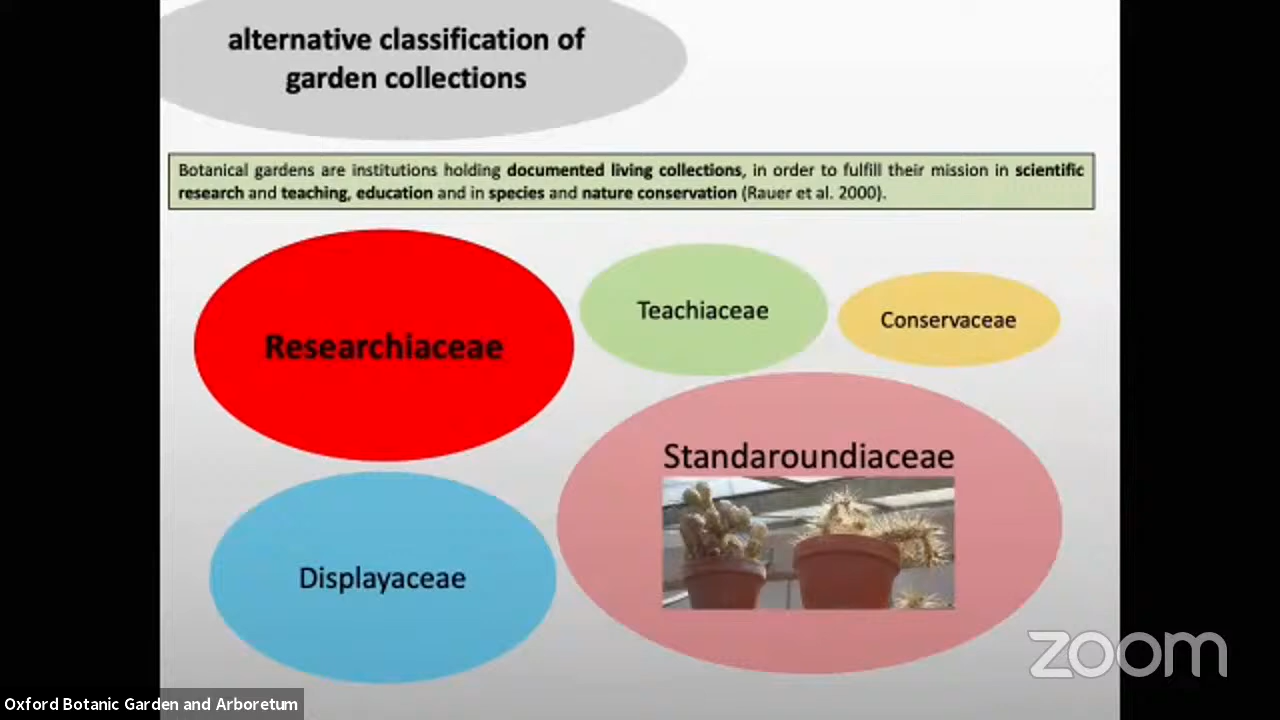 alternative classification of
garden collections
Botanical gardens are institutions holding documented living collections, in order to fulfill their mission in scientific
research and teaching, education and in species and nature conservation (Rauer et al. 2000).
Researchiaceae
Teachiaceae
Conservaceae
Standaroundiaceae
Displayaceae
zoom
Oxford Botanic Garden and Arboretum